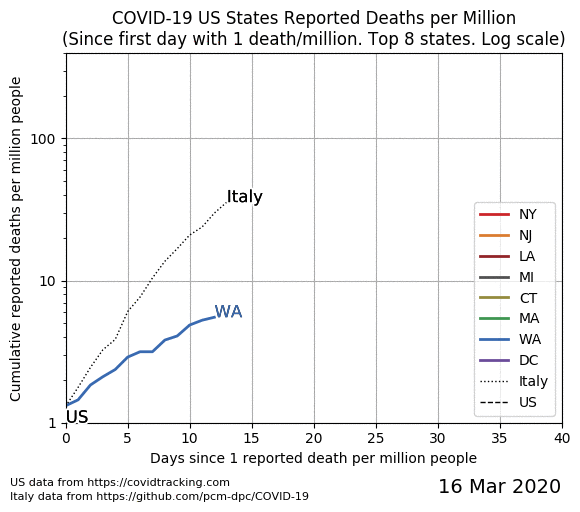 COVID-19 US States Reported Deaths per Million
(Since first day with 1 death/million. Top 8 states. Log scale)
Cumulative reported deaths per million people
100
10
1
Italy
WA
US
NY
NJ
LA
MI
CT
MA
WA
DC
Italy
US
0 5 10 15 20 25 30 35 40
Days since 1 reported death per million people
US data from https://covidtracking.com
Italy data from https://github.com/pcm-dpc/COVID-19
16 Mar 2020